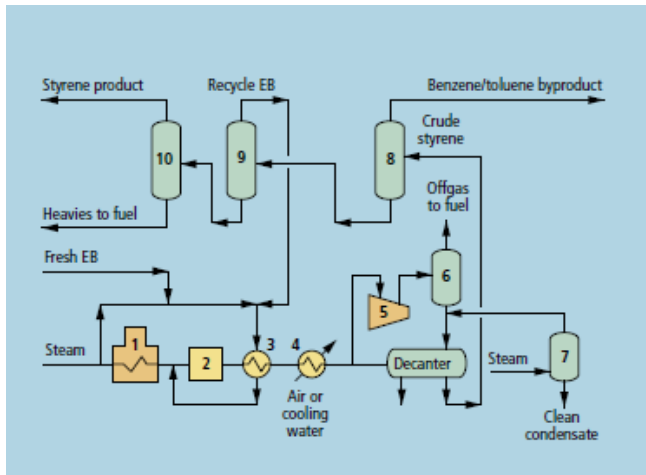 Styrene product
Recycle EB
Benzene/toluene byproduct
Crude
styrene
10
9
8
Offgas
to fuel
Heavies to fuel
Fresh EB
6
5
1
3
4
Steam
2
Decanter
Steam
7
Air or
cooling
water
Clean
condensate